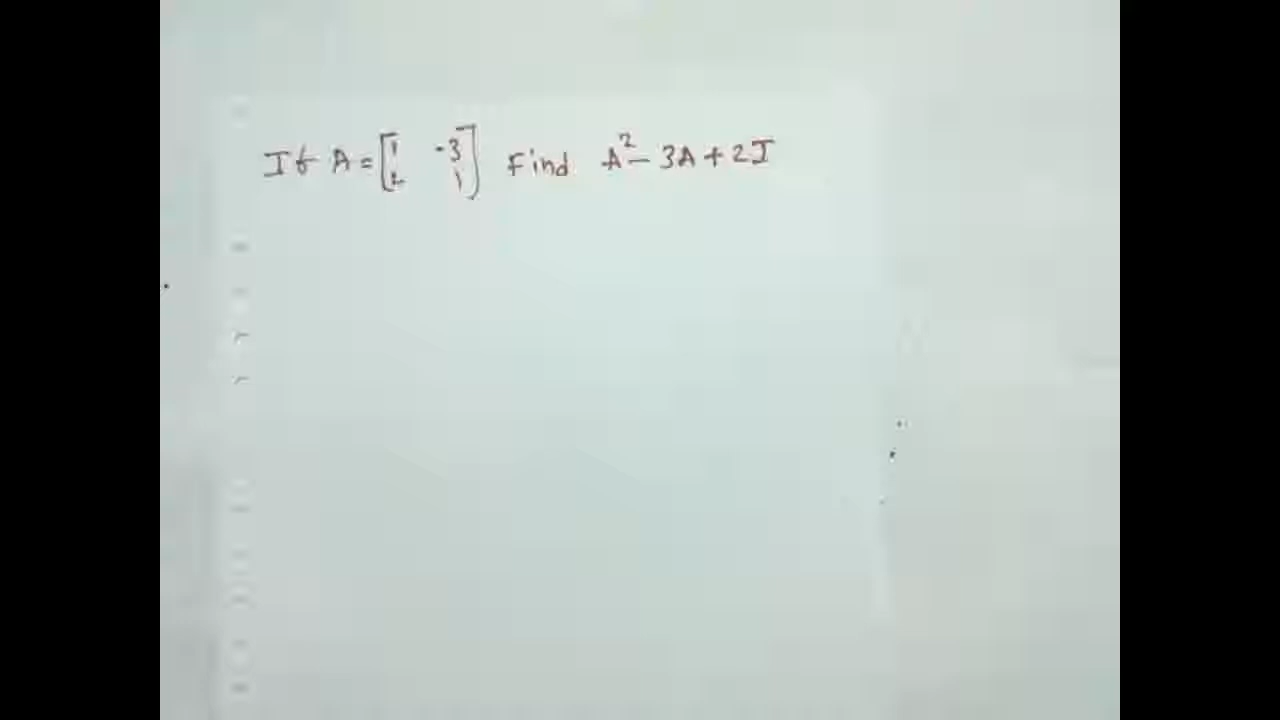 If A = [1 -3 2 1] Find A² - 3A + 2I